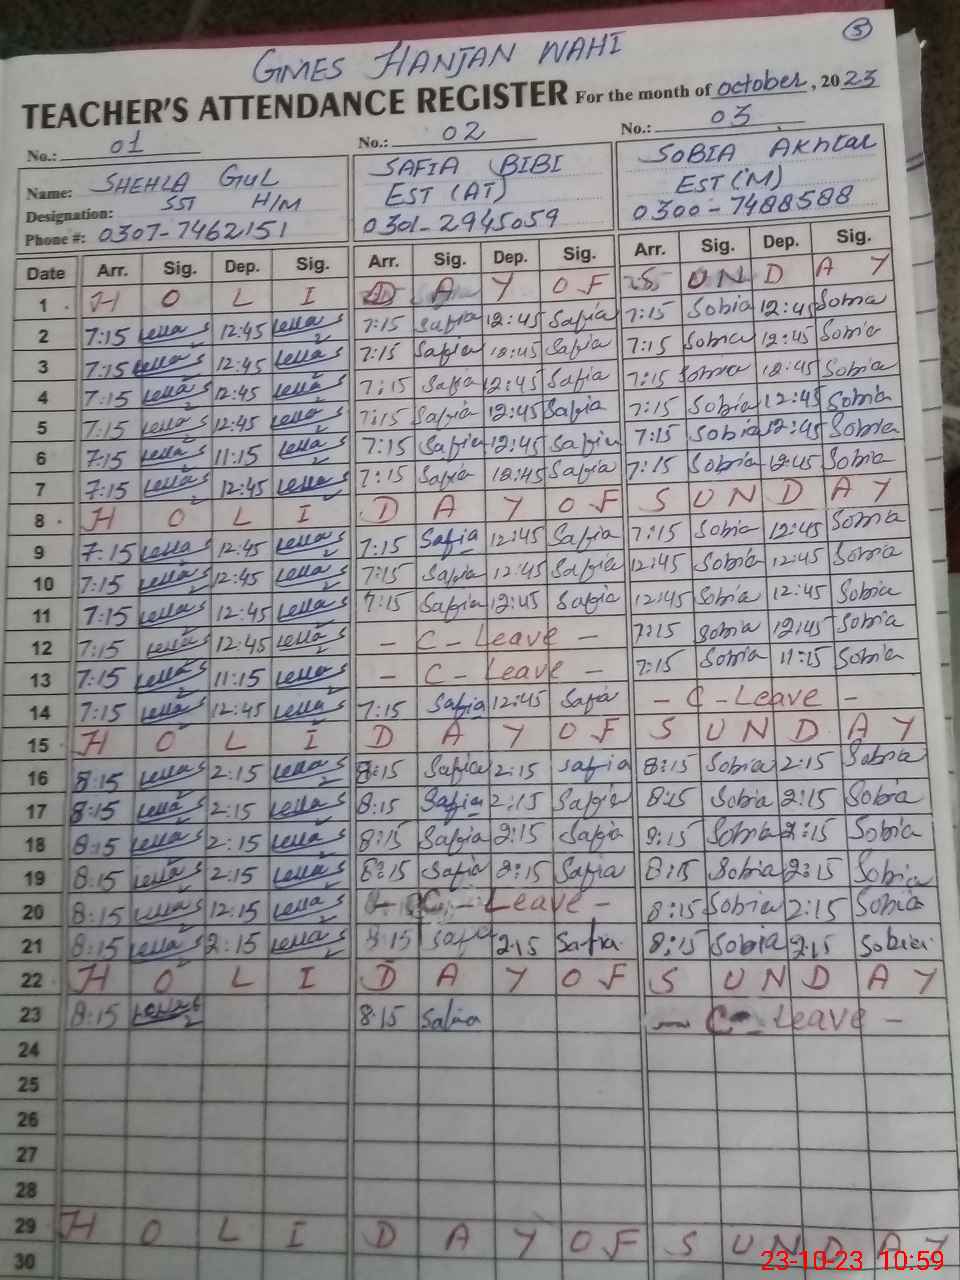 5
GMES HANJAN WAHI
TEACHER'S ATTENDANCE REGISTER For the month of october, 2023
No.: 01 No.: 02 No.: 03
Name: SHEHLA GUL SAFIA BIBI SOBIA AKhtar
Designation: SST H/M EST (AT) EST (M)
Phone #: 0307-7462151 0301-2945059 0300-7488588
Date Arr. Sig. Dep. Sig. Arr. Sig. Dep. Sig. Arr. Sig. Dep. Sig.
1 H O L I D A Y OF S U N D A Y
2 7:15 12:45 7:15 Safia 12:45 Safia 7:15 Sobia 12:45 Sobia
3 7:15 12:45 7:15 Safia 12:45 Safia 7:15 Sobia 12:45 Sobia
4 7:15 12:45 7:15 Safia 12:45 Safia 7:15 Sobia 12:45 Sobia
5 7:15 12:45 7:15 Safia 12:45 Safia 7:15 Sobia 12:45 Sobia
6 7:15 11:15 7:15 Safia 12:45 Safia 7:15 Sobia 12:45 Sobia
7 7:15 12:45 7:15 Safia 12:45 Safia 7:15 Sobia 12:45 Sobia
8 H O L I D A Y OF S U N D A Y
9 7:15 12:45 7:15 Safia 12:45 Safia 7:15 Sobia 12:45 Sobia
10 7:15 12:45 7:15 Safia 12:45 Safia 12:45 Sobia 12:45 Sobia
11 7:15 12:45 7:15 Safia 12:45 Safia 12:45 Sobia 12:45 Sobia
12 7:15 12:45 - C - Leave - 7:15 Sobia 12:45 Sobia
13 7:15 11:15 - C - Leave - 7:15 Sobia 11:15 Sobia
14 7:15 12:45 7:15 Safia 12:45 Safia - C - Leave -
15 H O L I D A Y OF S U N D A Y
16 8:15 2:15 8:15 Safia 2:15 Safia 8:15 Sobia 2:15 Sobia
17 8:15 2:15 8:15 Safia 2:15 Safia 8:15 Sobia 2:15 Sobia
18 8:15 2:15 8:15 Safia 2:15 Safia Sobia 2:15 Sobia
19 8:15 2:15 8:15 Safia 2:15 Safia 8:15 Sobia 2:15 Sobia
20 8:15 12:15 C - Leave - 8:15 Sobia 2:15 Sobia
21 8:15 2:15 8:15 Safia 2:15 Safia 8:15 Sobia 2:15 Sobia
22 H O L I D A Y OF S U N D A Y
23 8:15 8:15 Safia - C - Leave -
24
25
26
27
28
29 H O L I D A Y OF S U N D A Y
30
23-10-23 10:59